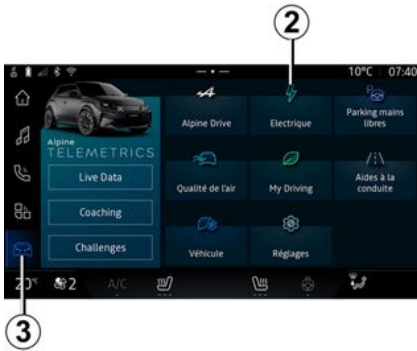 2
10°C 07:40
Alpine
TELEMETRICS
Live Data
Coaching
Challenges
Alpine Drive
Electrique
Parking mains
libres
Qualité de l'air
My Driving
Aides à la
conduite
Véhicule
Réglages
20°C
2
A/C
3